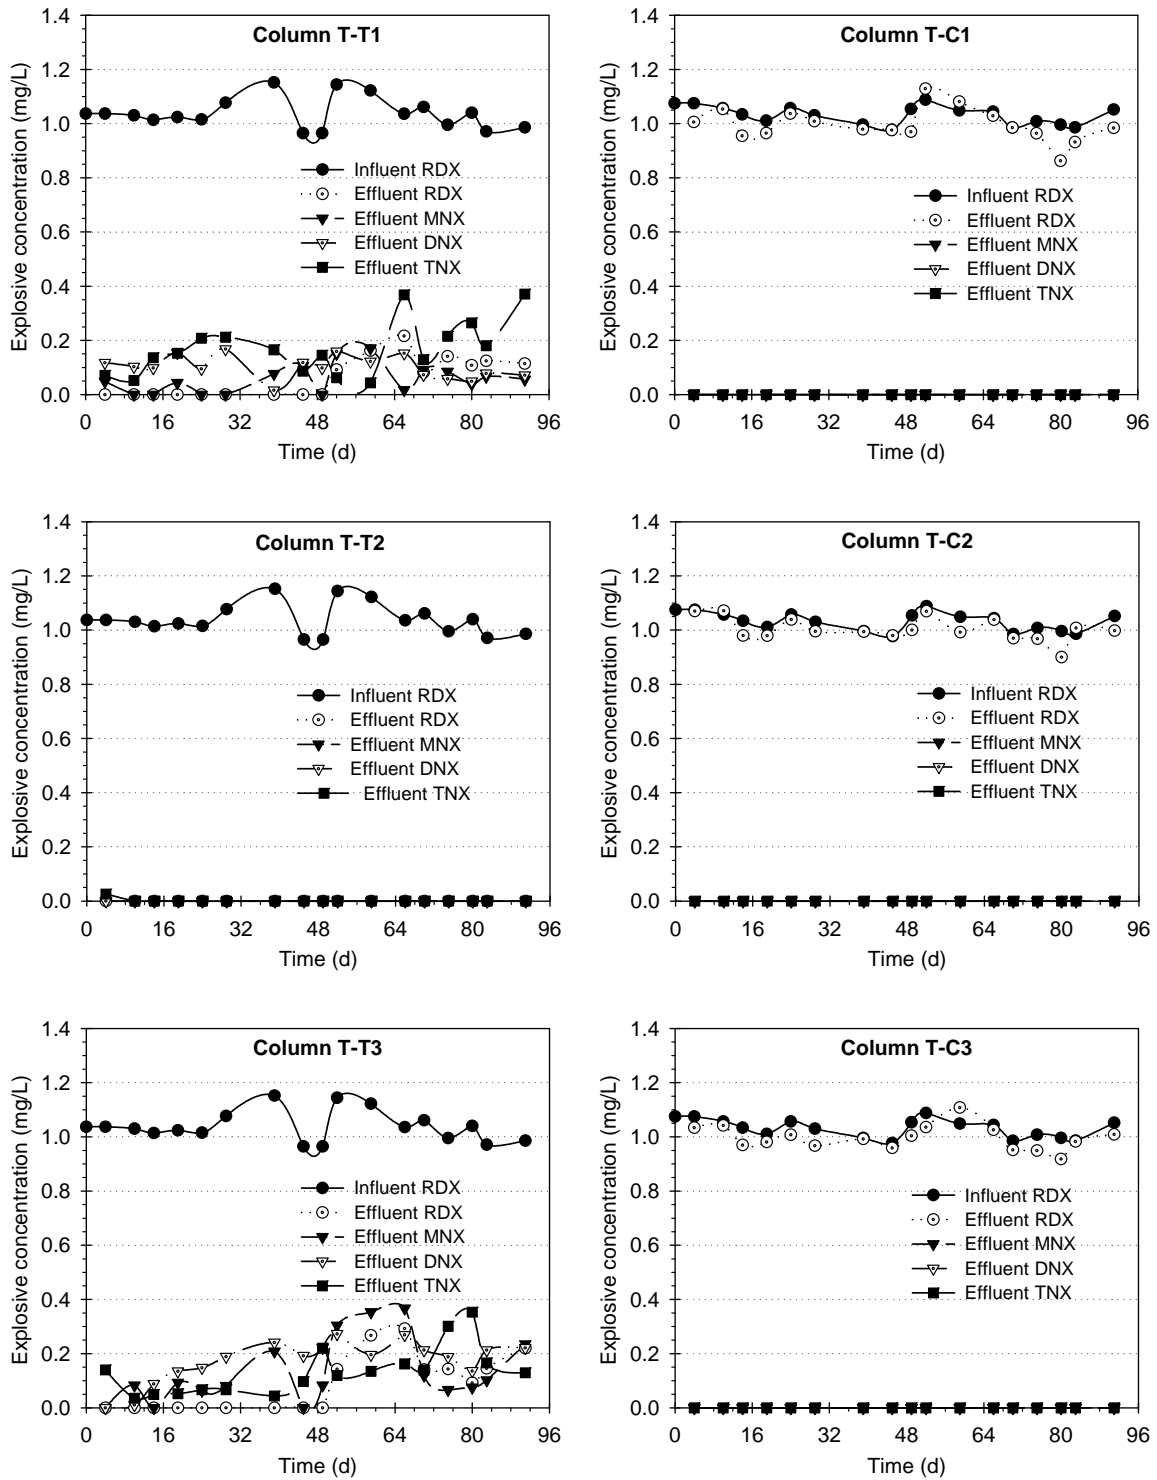 Column T-T1
Explosive concentration (mg/L)
1.4
1.2
1.0
0.8
0.6
0.4
0.2
0.0
Influent RDX
Effluent RDX
Effluent MNX
Effluent DNX
Effluent TNX
0 16 32 48 64 80 96
Time (d)
Column T-C1
Explosive concentration (mg/L)
1.4
1.2
1.0
0.8
0.6
0.4
0.2
0.0
Influent RDX
Effluent RDX
Effluent MNX
Effluent DNX
Effluent TNX
0 16 32 48 64 80 96
Time (d)
Column T-T2
Explosive concentration (mg/L)
1.4
1.2
1.0
0.8
0.6
0.4
0.2
0.0
Influent RDX
Effluent RDX
Effluent MNX
Effluent DNX
Effluent TNX
0 16 32 48 64 80 96
Time (d)
Column T-C2
Explosive concentration (mg/L)
1.4
1.2
1.0
0.8
0.6
0.4
0.2
0.0
Influent RDX
Effluent RDX
Effluent MNX
Effluent DNX
Effluent TNX
0 16 32 48 64 80 96
Time (d)
Column T-T3
Explosive concentration (mg/L)
1.4
1.2
1.0
0.8
0.6
0.4
0.2
0.0
Influent RDX
Effluent RDX
Effluent MNX
Effluent DNX
Effluent TNX
0 16 32 48 64 80 96
Time (d)
Column T-C3
Explosive concentration (mg/L)
1.4
1.2
1.0
0.8
0.6
0.4
0.2
0.0
Influent RDX
Effluent RDX
Effluent MNX
Effluent DNX
Effluent TNX
0 16 32 48 64 80 96
Time (d)